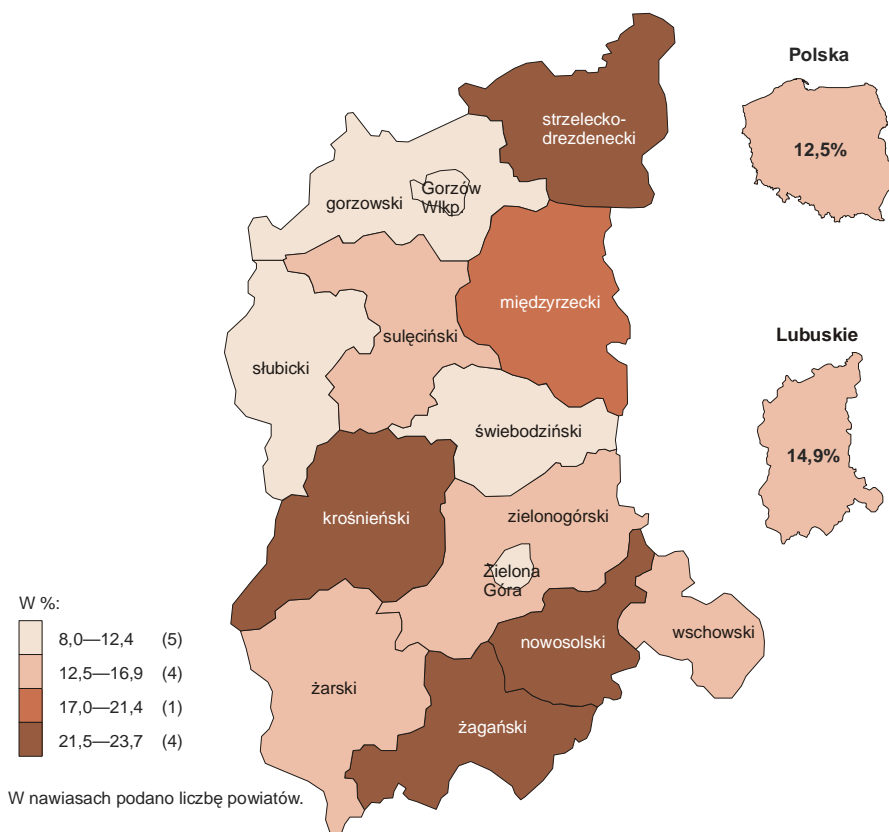 Polska
12,5%
strzelecko-
drezdenecki
Gorzów
Wlkp.
gorzowski
międzyrzecki
Lubuskie
14,9%
sulęciński
słubicki
świebodziński
krośnieński
zielonogórski
Zielona
Góra
nowosolski
wschowski
żarski
żagański
W %:
8,0—12,4 (5)
12,5—16,9 (4)
17,0—21,4 (1)
21,5—23,7 (4)
W nawiasach podano liczbę powiatów.